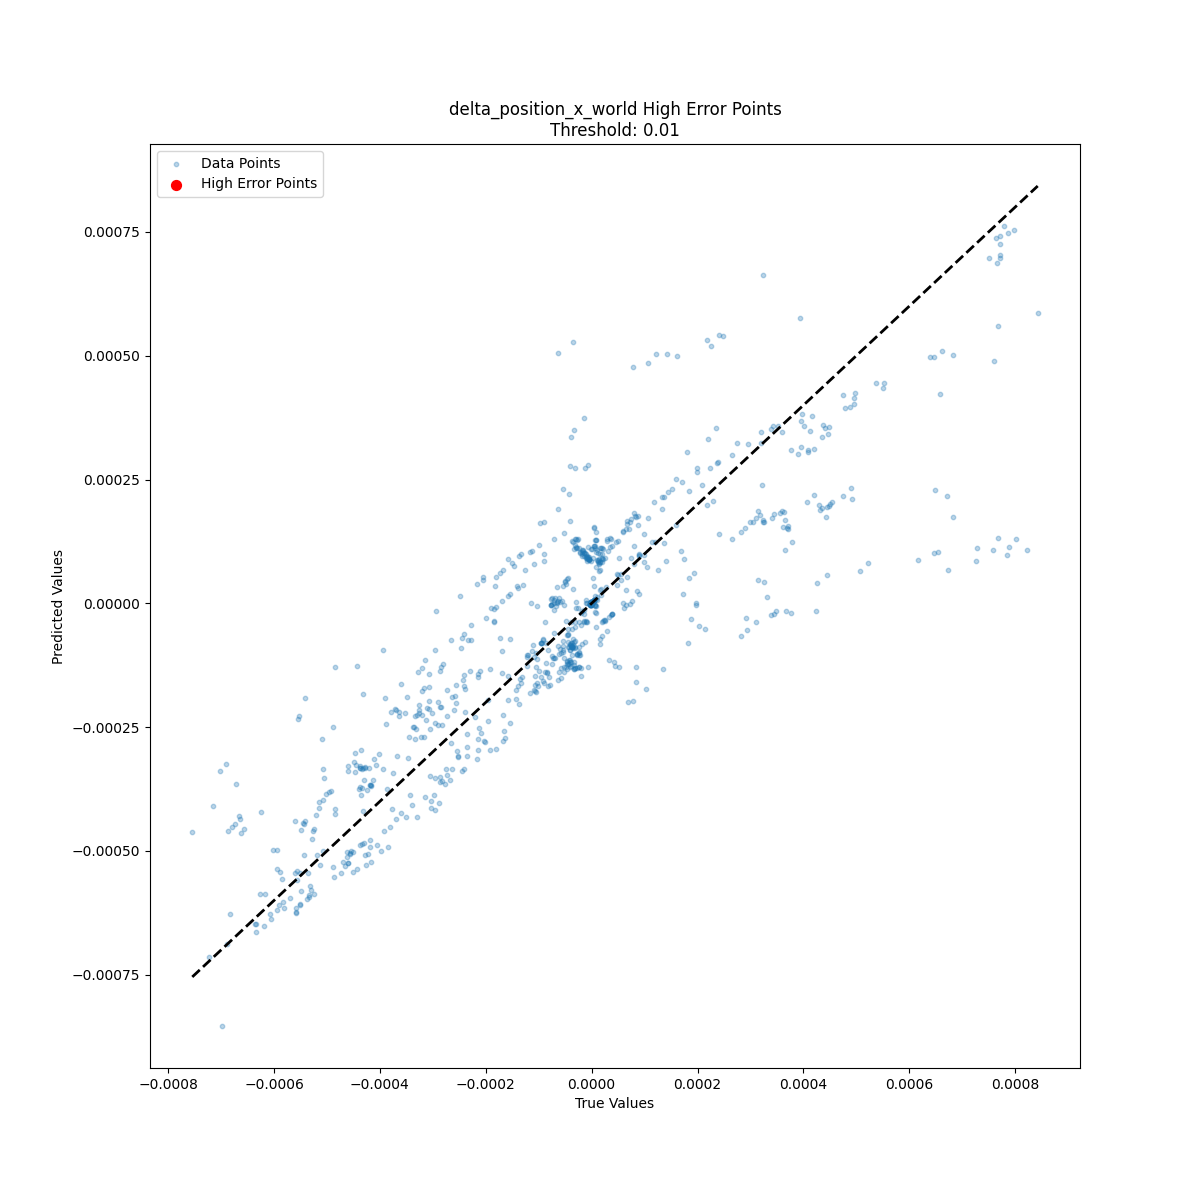 delta_position_x_world High Error Points
Threshold: 0.01
Data Points
High Error Points
0.00075
0.00050
0.00025
0.00000
−0.00025
−0.00050
−0.00075
Predicted Values
−0.0008 −0.0006 −0.0004 −0.0002 0.0000 0.0002 0.0004 0.0006 0.0008
True Values